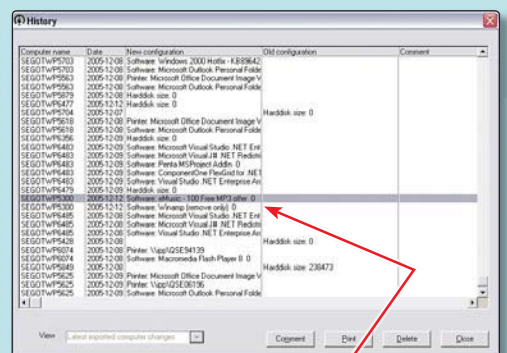 History
Computer name Date New configuration Old configuration Comment
SEGOTWP5703 2005-12-08 Software: Windows 2000 Hotfix - KB89642
SEGOTWP5703 2005-12-08 Software: Microsoft Outlook Personal Folde
SEGOTWP5563 2005-12-08 Printer: Microsoft Office Document Image V
SEGOTWP5563 2005-12-08 Software: Microsoft Outlook Personal Folde
SEGOTWP5879 2005-12-08 Harddisk size: 0
SEGOTWP6477 2005-12-12 Harddisk size: 0
SEGOTWP5704 2005-12-07 Harddisk size: 0
SEGOTWP5618 2005-12-08 Printer: Microsoft Office Document Image V
SEGOTWP5618 2005-12-08 Software: Microsoft Outlook Personal Folde
SEGOTWP6356 2005-12-09 Harddisk size: 0
SEGOTWP6483 2005-12-09 Software: Microsoft Visual Studio .NET Ent
SEGOTWP6483 2005-12-09 Software: Microsoft Visual J# .NET Redistri
SEGOTWP6483 2005-12-09 Software: Penta MSProject Addin 0
SEGOTWP6483 2005-12-09 Software: ComponentOne FlexGrid for .NET
SEGOTWP6483 2005-12-09 Software: Visual Studio .NET Enterprise Arc
SEGOTWP6479 2005-12-09 Harddisk size: 0
SEGOTWP5300 2005-12-12 Software: eMusic - 100 Free MP3 offer 0
SEGOTWP5300 2005-12-12 Software: Winamp (remove only) 0
SEGOTWP6485 2005-12-08 Software: Microsoft Visual Studio .NET Ent
SEGOTWP6485 2005-12-08 Software: Microsoft Visual J# .NET Redistri
SEGOTWP6485 2005-12-08 Software: Visual Studio .NET Enterprise Arc
SEGOTWP5428 2005-12-08 Harddisk size: 0
SEGOTWP6074 2005-12-08 Printer: \\ipp\QSE94139
SEGOTWP6074 2005-12-08 Software: Macromedia Flash Player 8 0
SEGOTWP5849 2005-12-08 Harddisk size: 238473
SEGOTWP5625 2005-12-09 Printer: Microsoft Office Document Image V
SEGOTWP5625 2005-12-09 Printer: \\ipp\QSE06196
SEGOTWP5625 2005-12-09 Software: Microsoft Outlook Personal Folde
View Latest exported computer changes Comment Print Delete Close